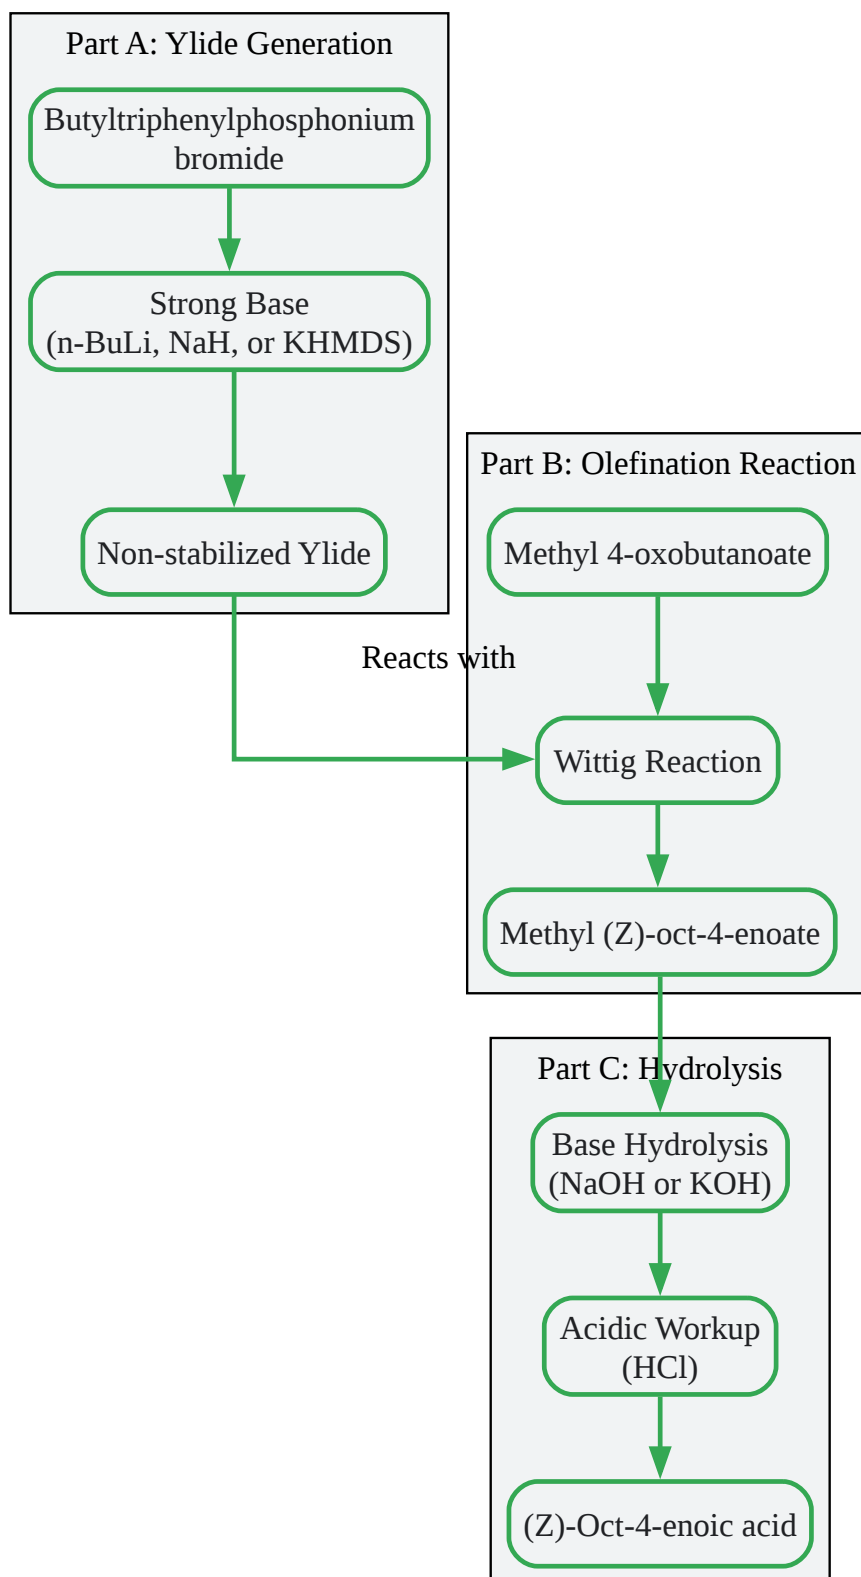 Part A: Ylide Generation
Butyltriphenylphosphonium
bromide
Strong Base
(n-BuLi, NaH, or KHMDS)
Non-stabilized Ylide
Reacts with
Part B: Olefination Reaction
Methyl 4-oxobutanoate
Wittig Reaction
Methyl (Z)-oct-4-enoate
Part C: Hydrolysis
Base Hydrolysis
(NaOH or KOH)
Acidic Workup
(HCl)
(Z)-Oct-4-enoic acid